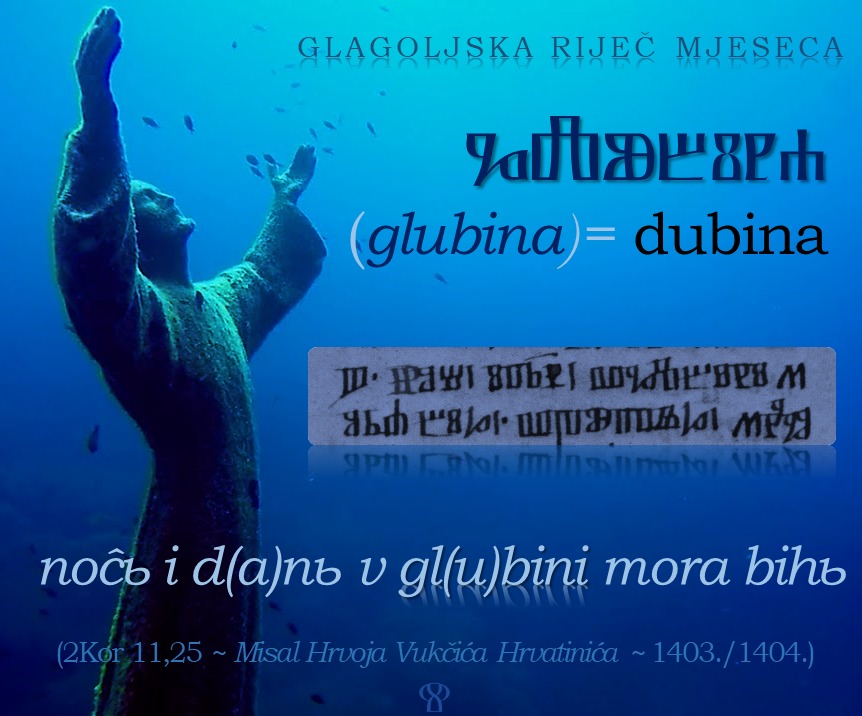 GLAGOLJSKA RIJEČ MJESECA
ⰳⰾⱆⰱⰻⱀⰰ
(glubina)= dubina
noĉь i d(a)nь v gl(u)bini mora bihь
(2Kor 11,25 ~ Misal Hrvoja Vukčića Hrvatinića ~ 1403./1404.)